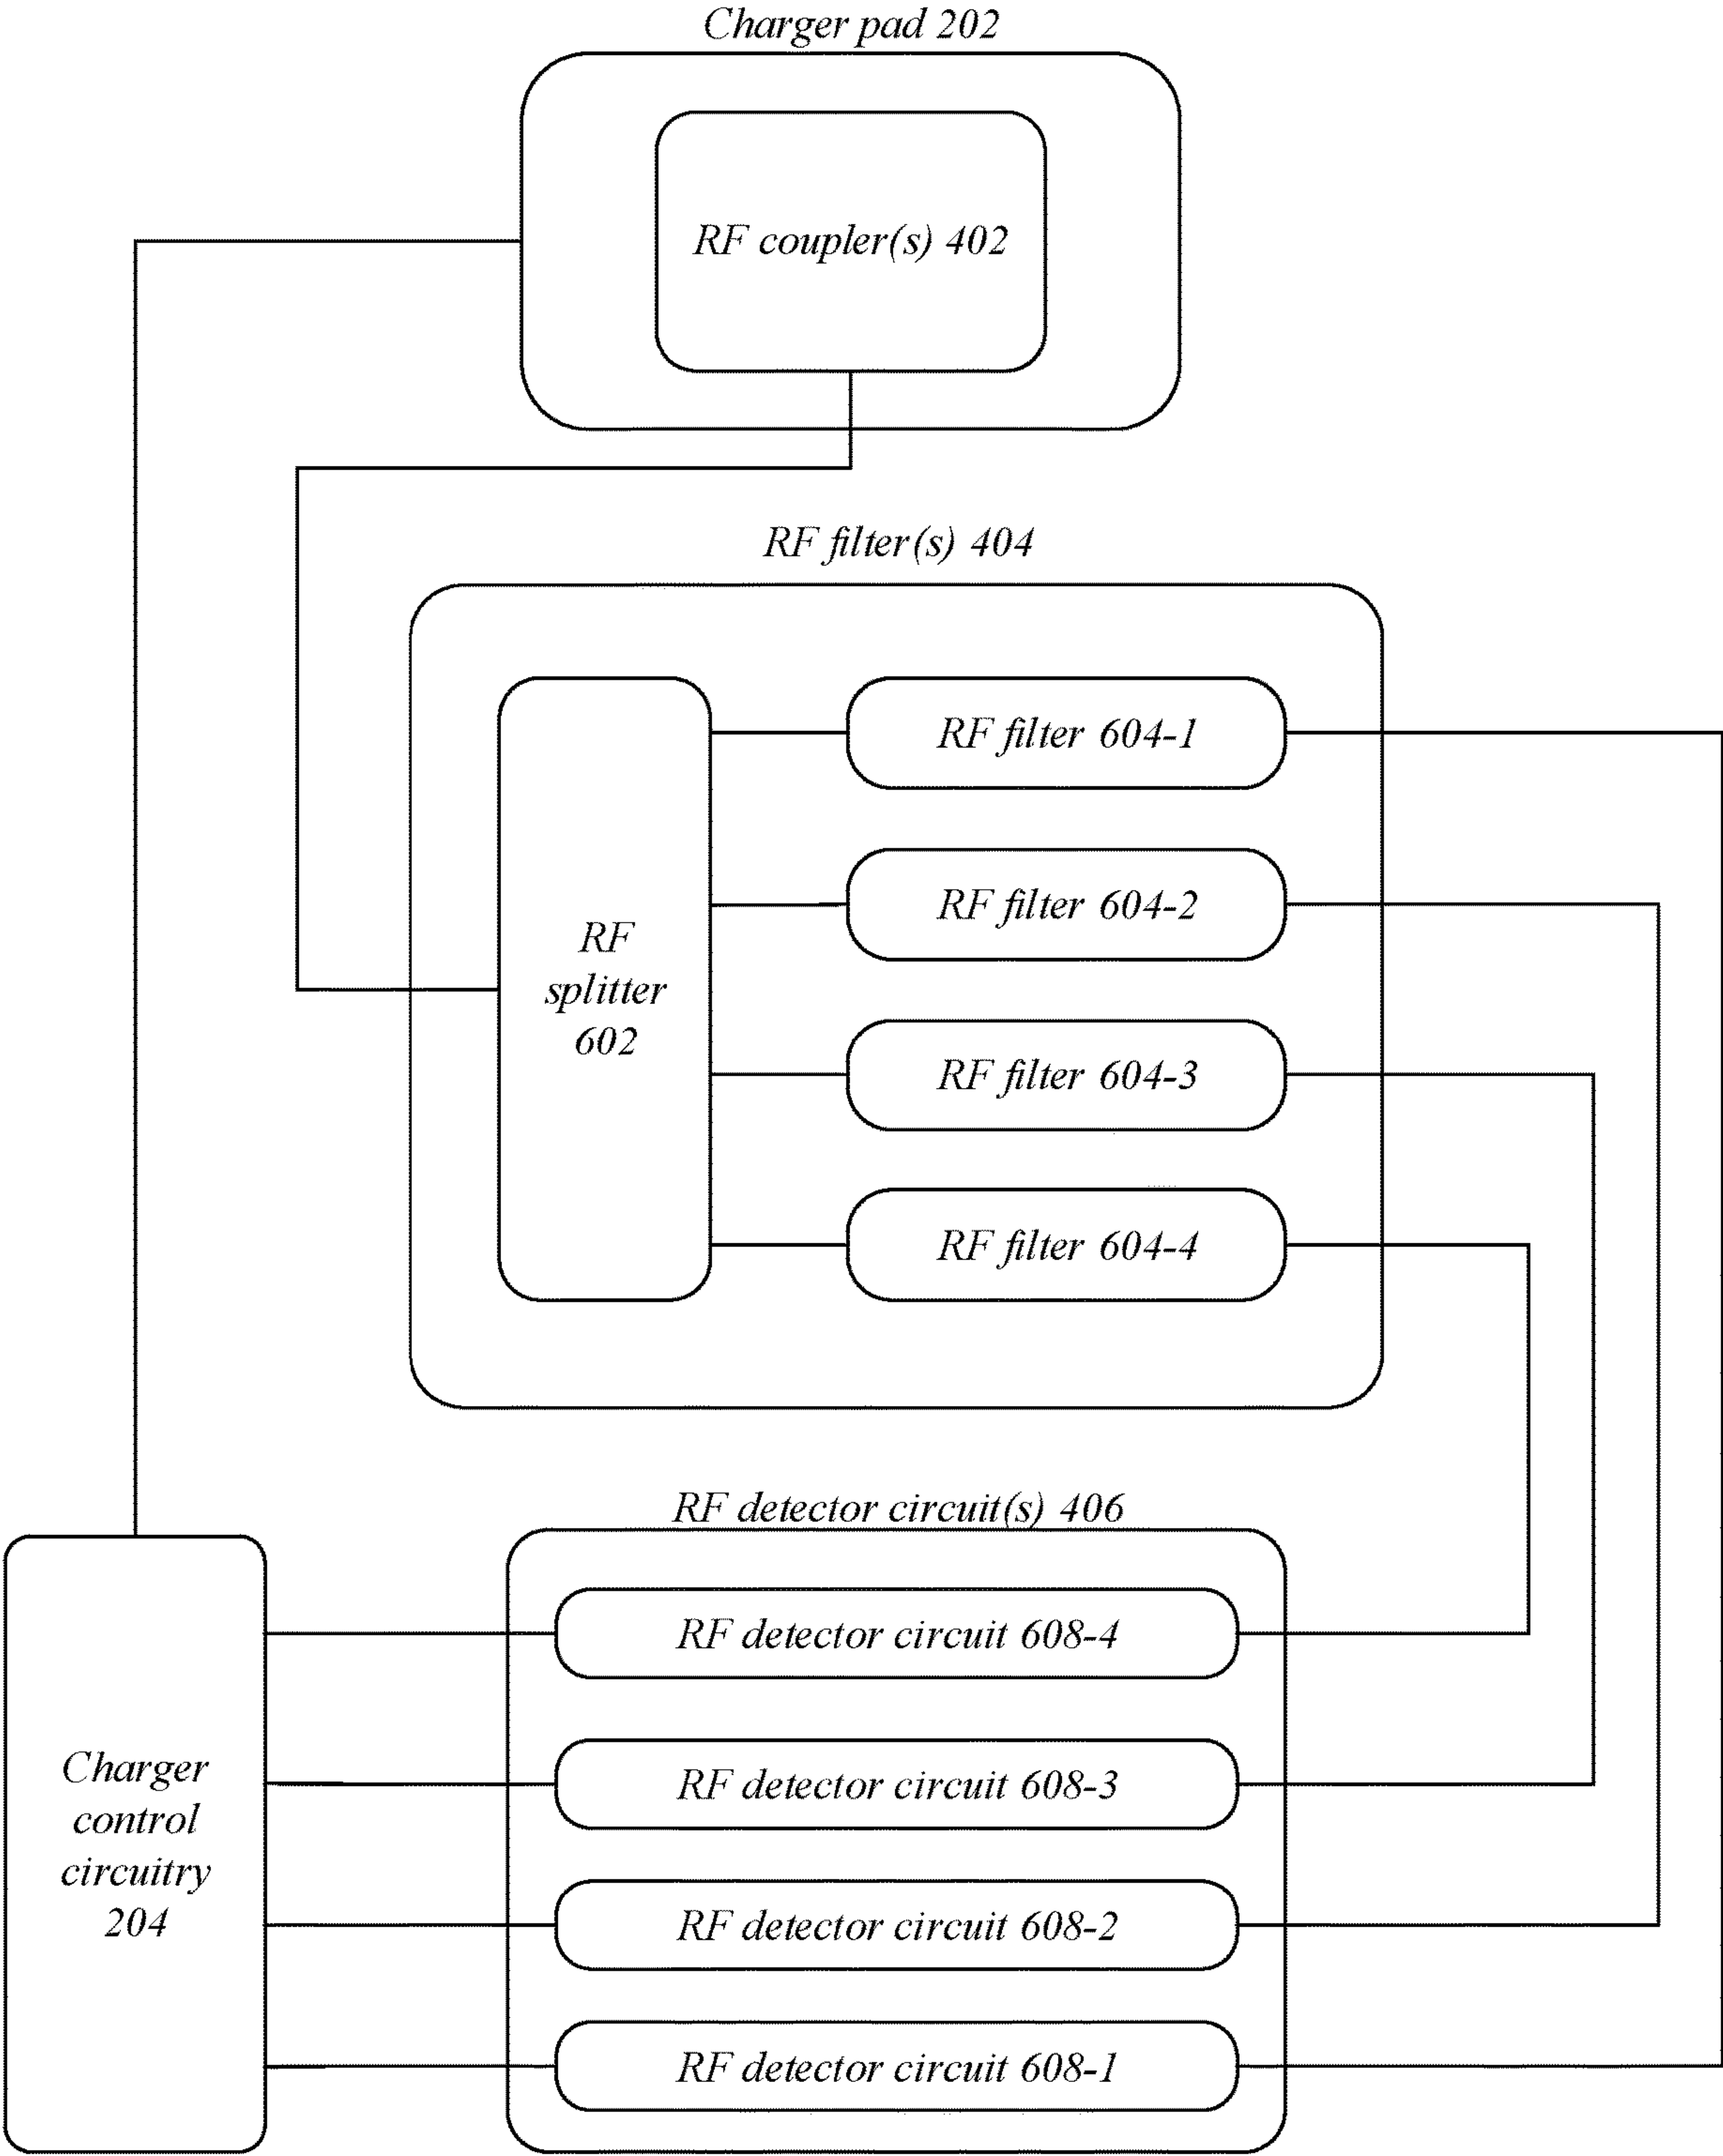 Charger pad 202
RF coupler(s) 402
RF filter(s) 404
RF filter 604-1
RF filter 604-2
RF
splitter
602
RF filter 604-3
RF filter 604-4
RF detector circuit(s) 406
RF detector circuit 608-4
RF detector circuit 608-3
Charger
control
circuitry
204
RF detector circuit 608-2
RF detector circuit 608-1